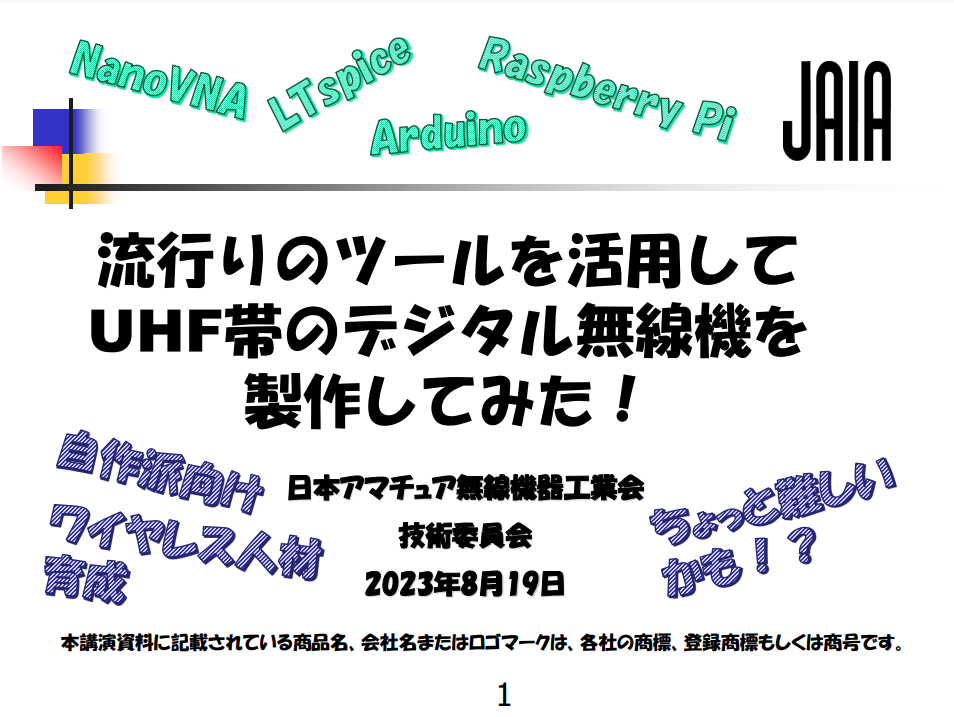 NanoVNA
LTspice
Raspberry Pi
Arduino
JAIA
流行りのツールを活用して
UHF帯のデジタル無線機を
製作してみた！
自作派向け
ワイヤレス人材
育成
日本アマチュア無線機器工業会
技術委員会
2023年8月19日
ちょっと難しい
かも！？
本講演資料に記載されている商品名、会社名またはロゴマークは、各社の商標、登録商標もしくは商号です。
1